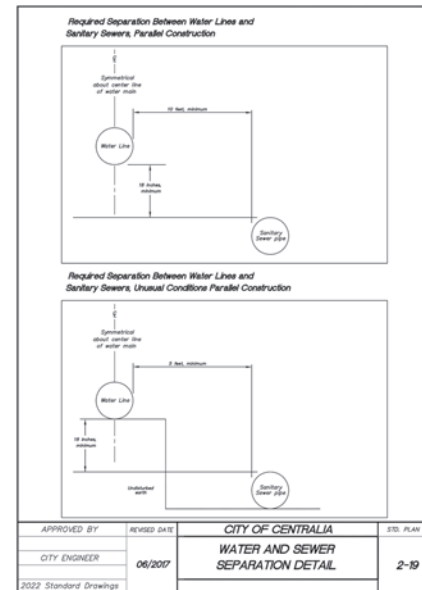 Required Separation Between Water Lines and
Sanitary Sewers, Parallel Construction
Symmetrical
about center line
of water main
10 feet, minimum
Water Line
18 inches,
minimum
Sanitary
Sewer pipe
Required Separation Between Water Lines and
Sanitary Sewers, Unusual Conditions Parallel Construction
Symmetrical
about center line
of water main
5 feet, minimum
Water Line
18 inches,
minimum
Undisturbed
earth
Sanitary
Sewer pipe
APPROVED BY
REVISED DATE
CITY OF CENTRALIA
STD. PLAN
CITY ENGINEER
06/2017
WATER AND SEWER
SEPARATION DETAIL
2-19
2022 Standard Drawings